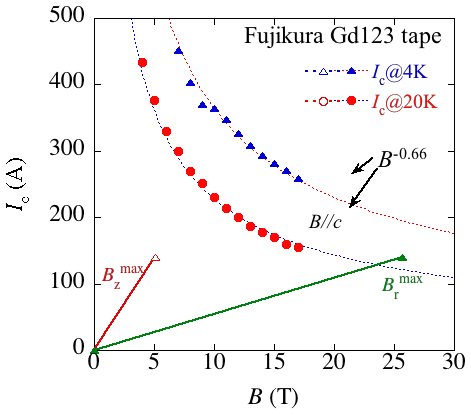 Fujikura Gd123 tape
I_c@4K
I_c@20K
B^-0.66
B//c
B_z^max
B_r^max
I_c (A)
500
400
300
200
100
0
0 5 10 15 20 25 30
B (T)